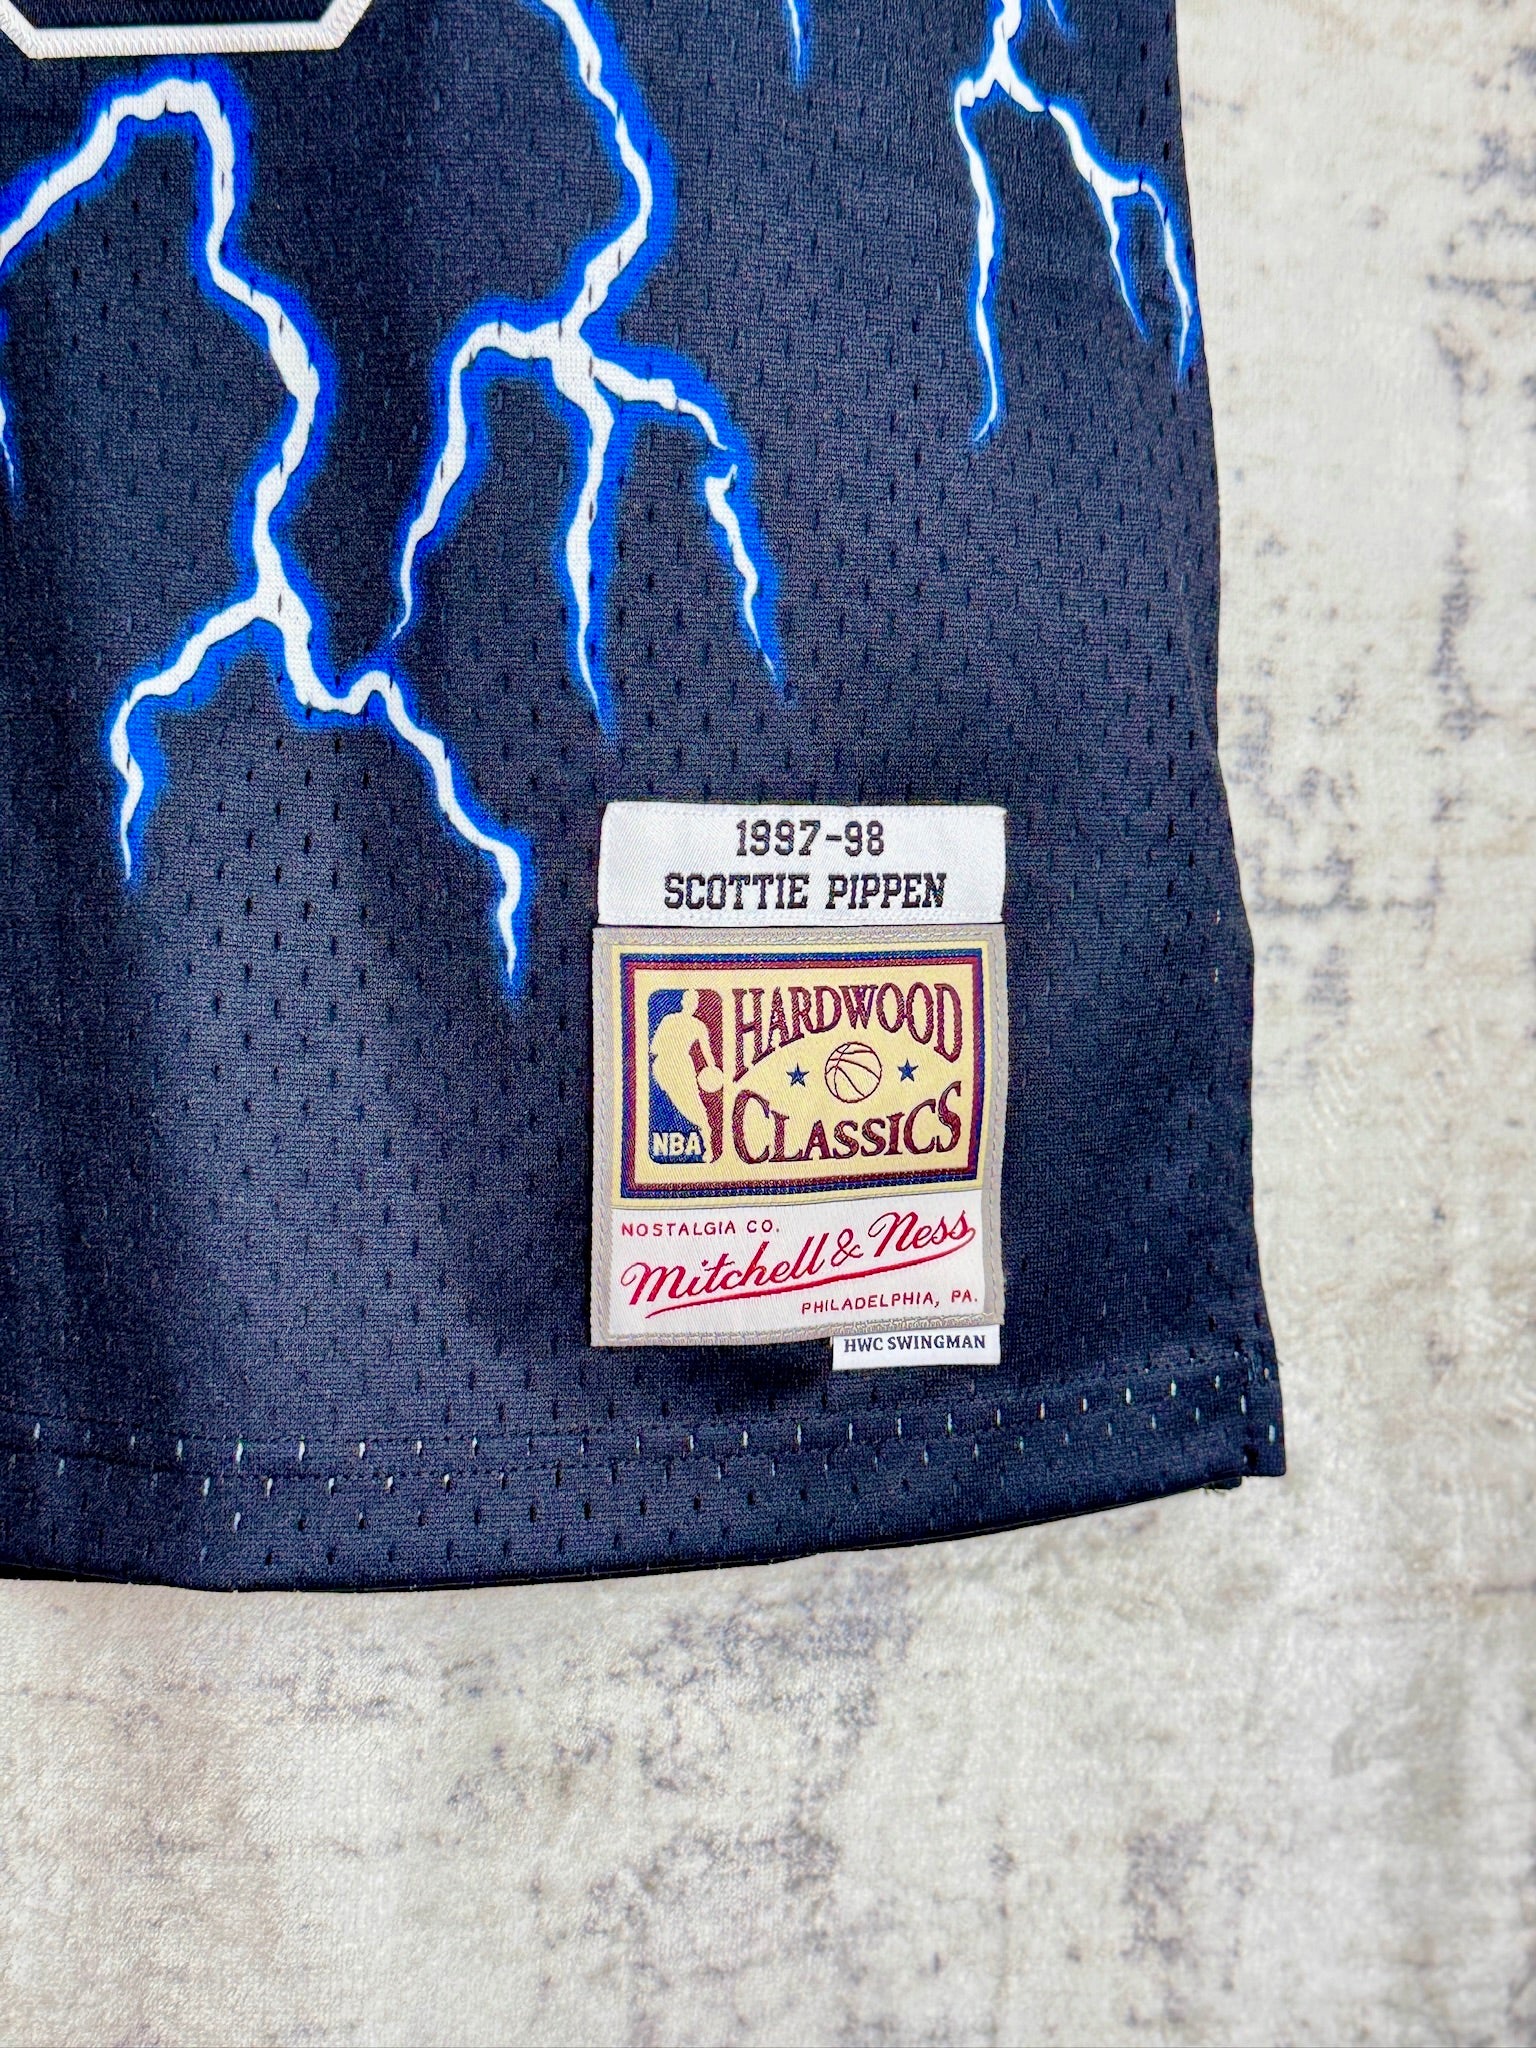 1997-98
SCOTTIE PIPPEN
HARDWOOD
CLASSICS
NBA
NOSTALGIA CO.
Mitchell & Ness
PHILADELPHIA, PA.
HWC SWINGMAN